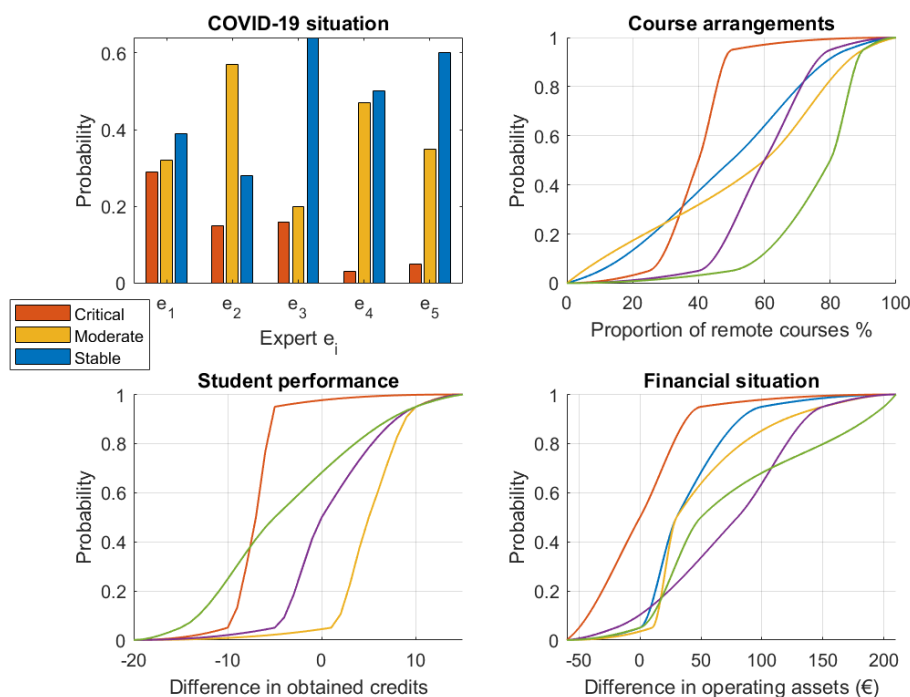 COVID-19 situation
0.6
0.4
0.2
0
Probability
e1 e2 e3 e4 e5
Expert ei
Critical
Moderate
Stable
Course arrangements
1
0.8
0.6
0.4
0.2
0
Probability
0 20 40 60 80 100
Proportion of remote courses %
Student performance
1
0.8
0.6
0.4
0.2
0
Probability
-20 -10 0 10
Difference in obtained credits
Financial situation
1
0.8
0.6
0.4
0.2
0
Probability
-50 0 50 100 150 200
Difference in operating assets (€)